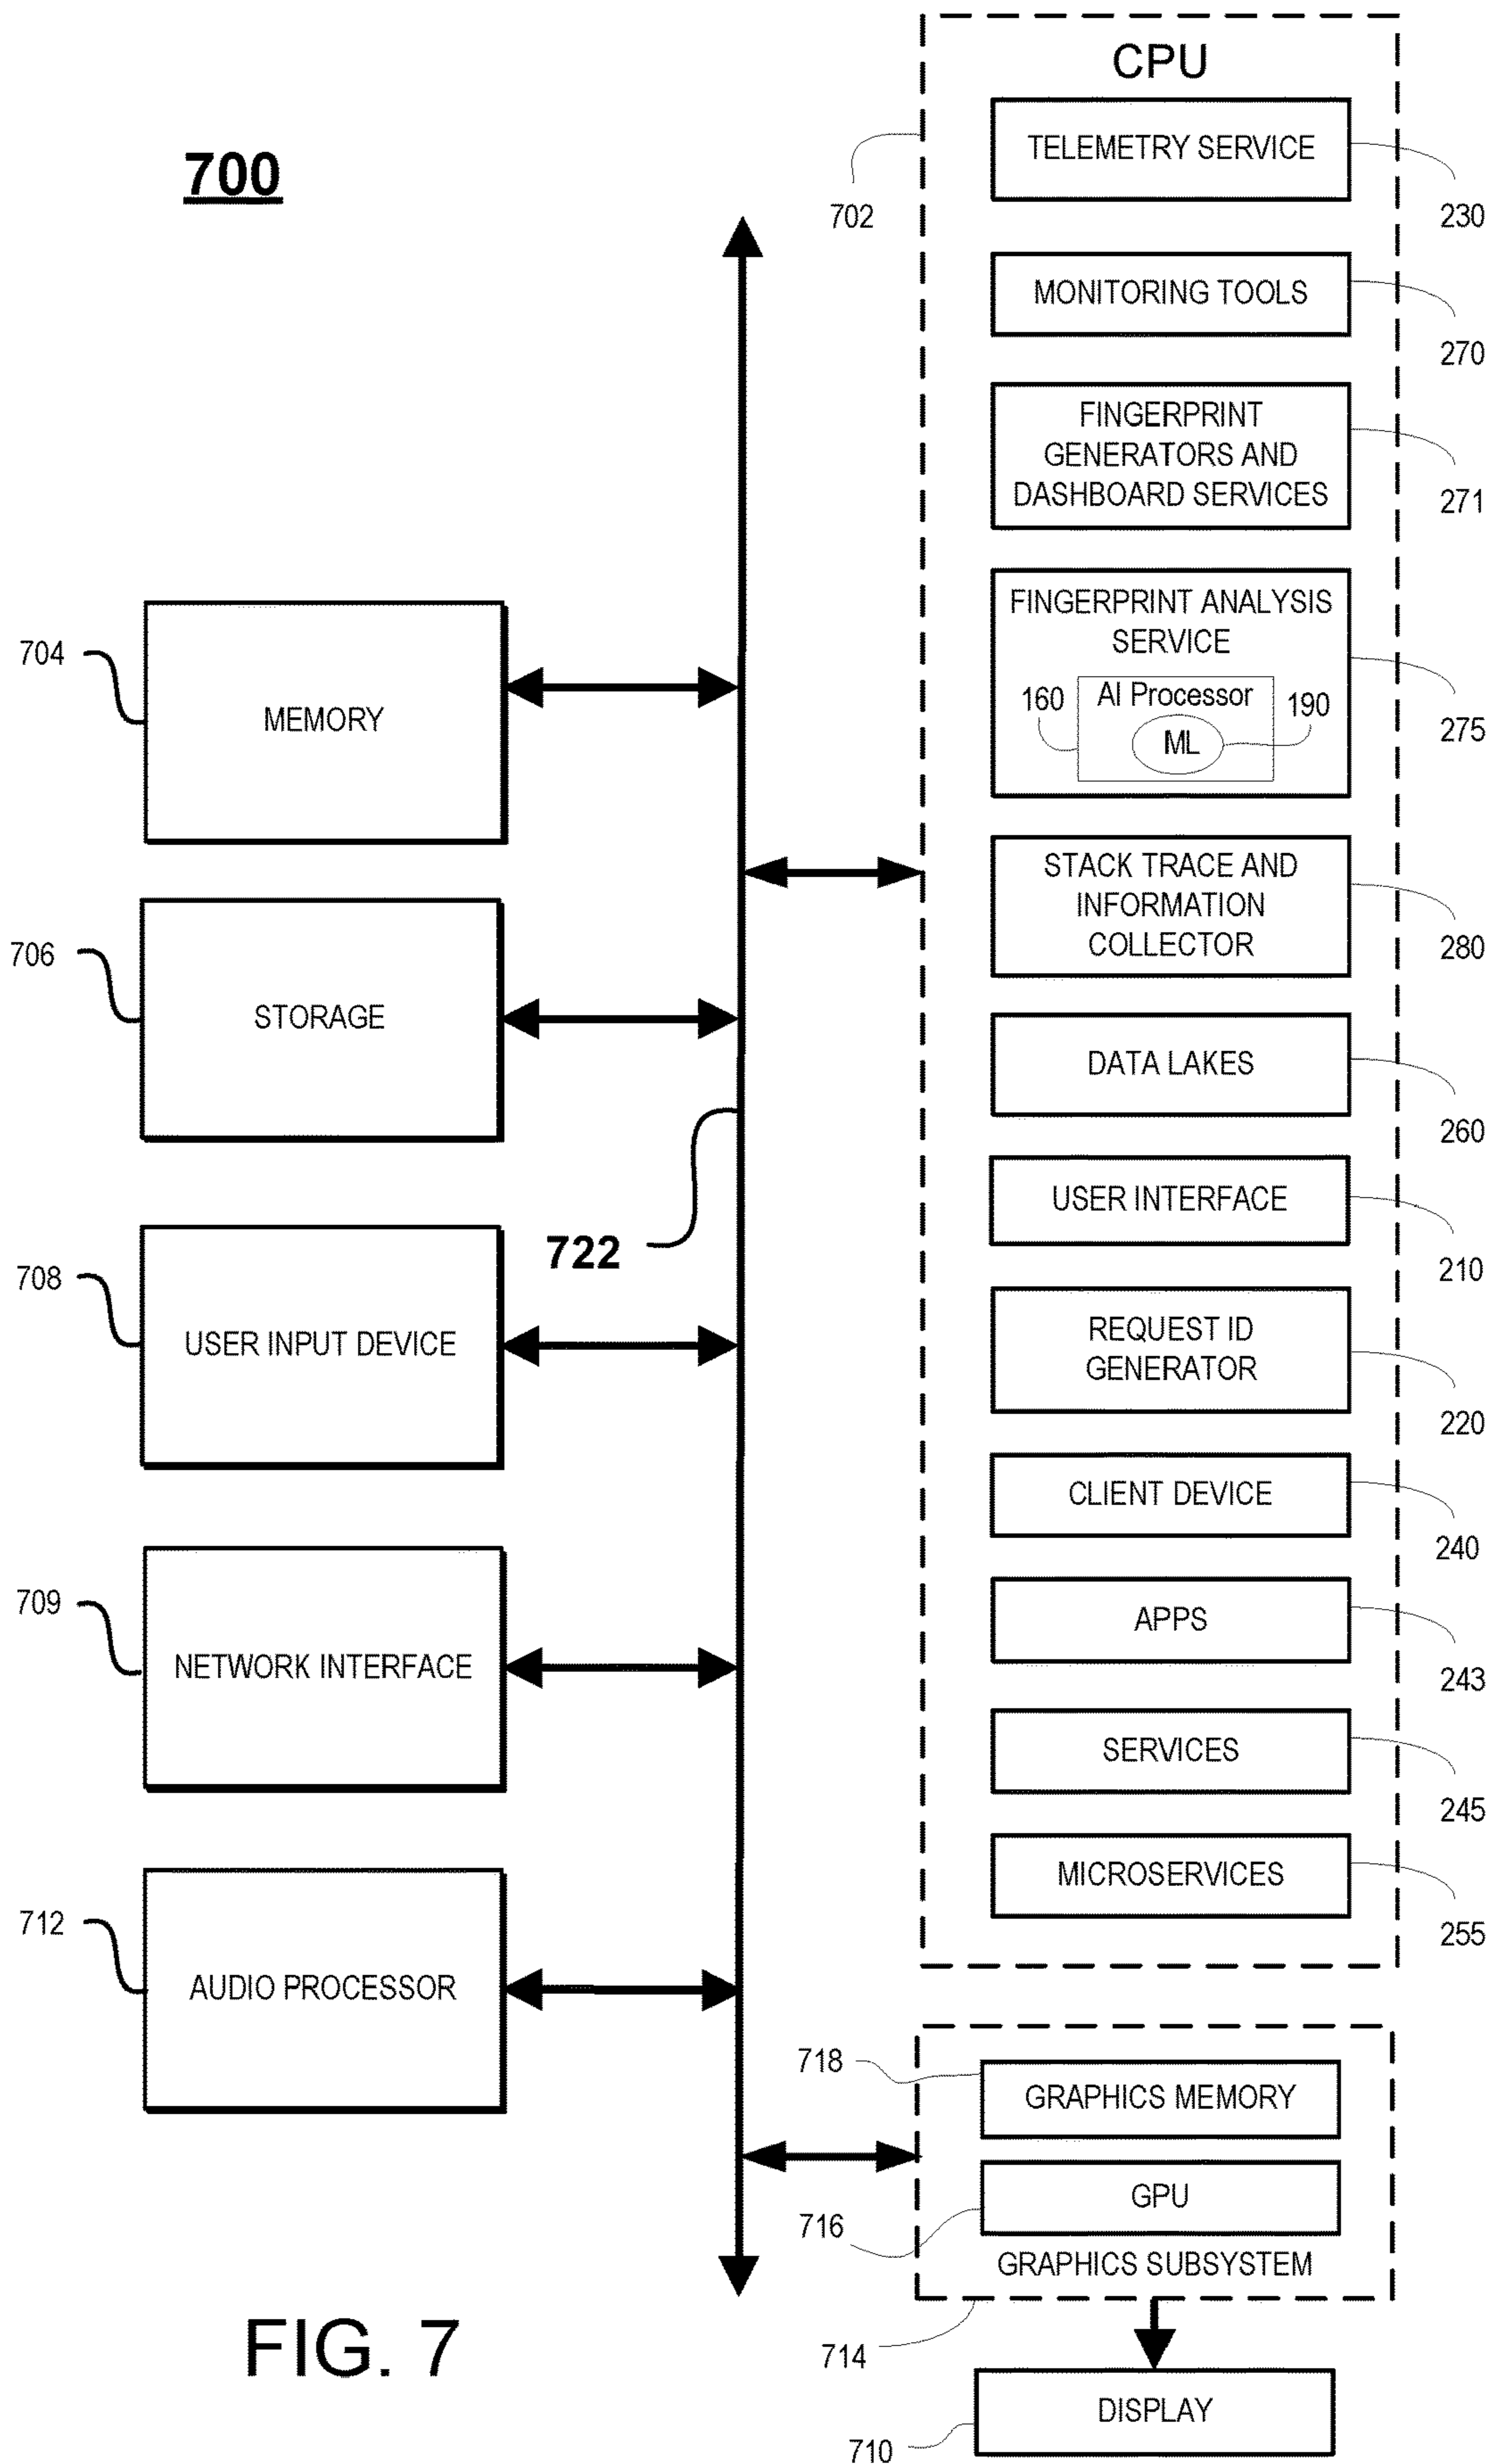 700
CPU
702
TELEMETRY SERVICE
230
MONITORING TOOLS
270
FINGERPRINT
GENERATORS AND
DASHBOARD SERVICES
271
FINGERPRINT ANALYSIS
SERVICE
160
AI Processor
190
ML
275
STACK TRACE AND
INFORMATION
COLLECTOR
280
DATA LAKES
260
USER INTERFACE
210
REQUEST ID
GENERATOR
220
CLIENT DEVICE
240
APPS
243
SERVICES
245
MICROSERVICES
255
704
MEMORY
706
STORAGE
722
708
USER INPUT DEVICE
709
NETWORK INTERFACE
712
AUDIO PROCESSOR
718
GRAPHICS MEMORY
716
GPU
GRAPHICS SUBSYSTEM
714
DISPLAY
710
FIG. 7